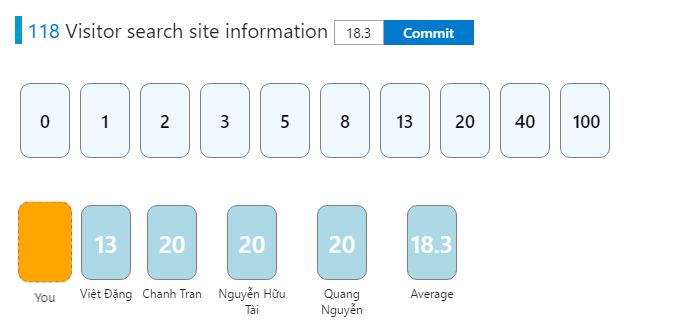 118 Visitor search site information 18.3 Commit
0 1 2 3 5 8 13 20 40 100
13 20 20 20 18.3
You Việt Đặng Chanh Tran Nguyễn Hữu Quang Average
Tài Nguyễn